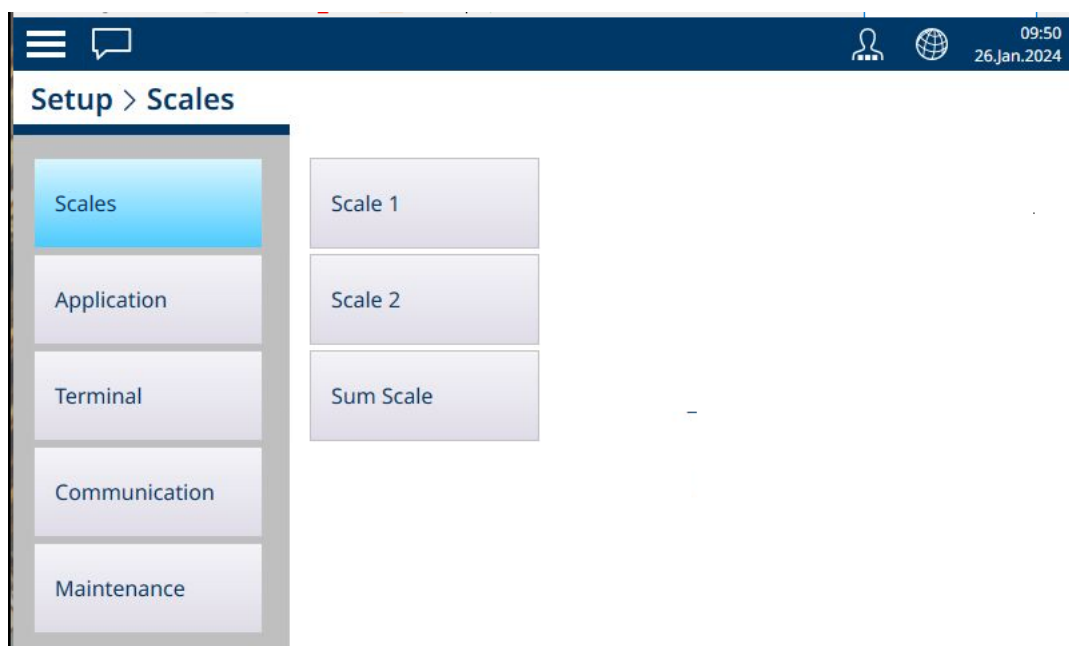 09:50
26.Jan.2024
Setup > Scales
Scales
Scale 1
Application
Scale 2
Terminal
Sum Scale
Communication
Maintenance